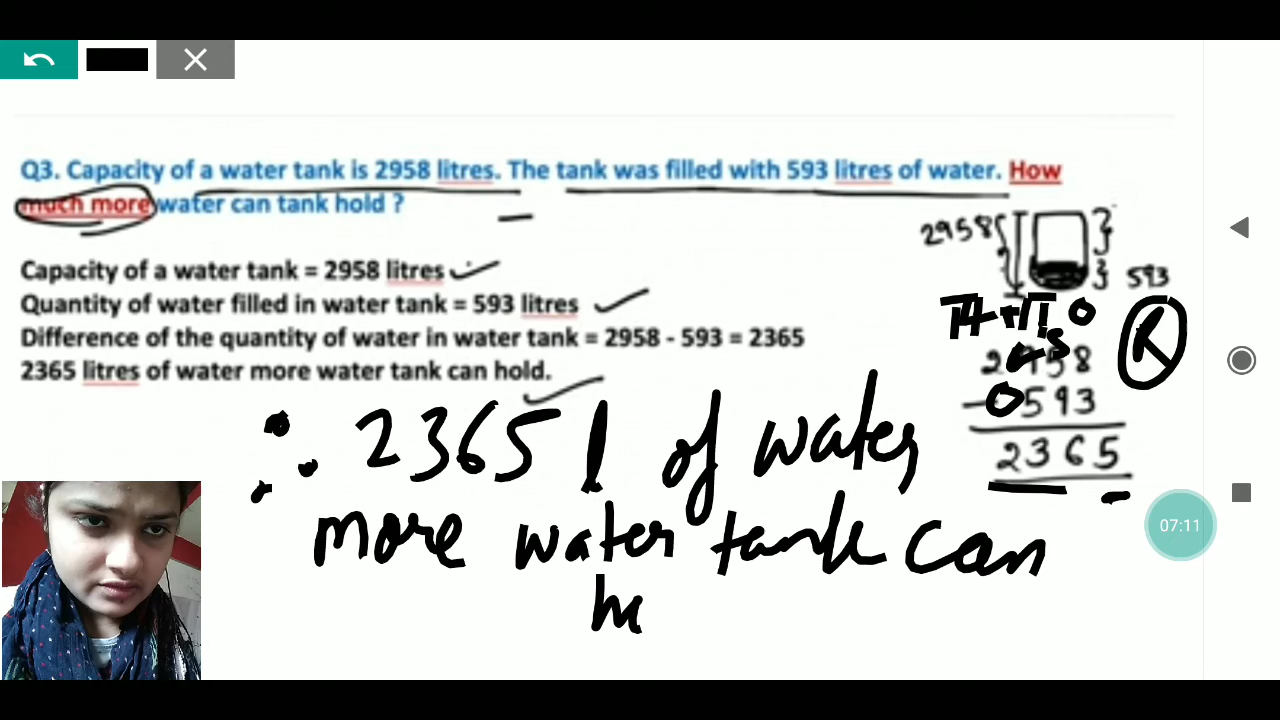 Q3. Capacity of a water tank is 2958 litres. The tank was filled with 593 litres of water. How
much more water can tank hold ?
2958
593
Capacity of a water tank = 2958 litres
Quantity of water filled in water tank = 593 litres
Difference of the quantity of water in water tank = 2958 - 593 = 2365
2365 litres of water more water tank can hold.
TH H T O
R
2958
- 0593
2365
∴ 2365 l of water
more water tank can
ho
07:11